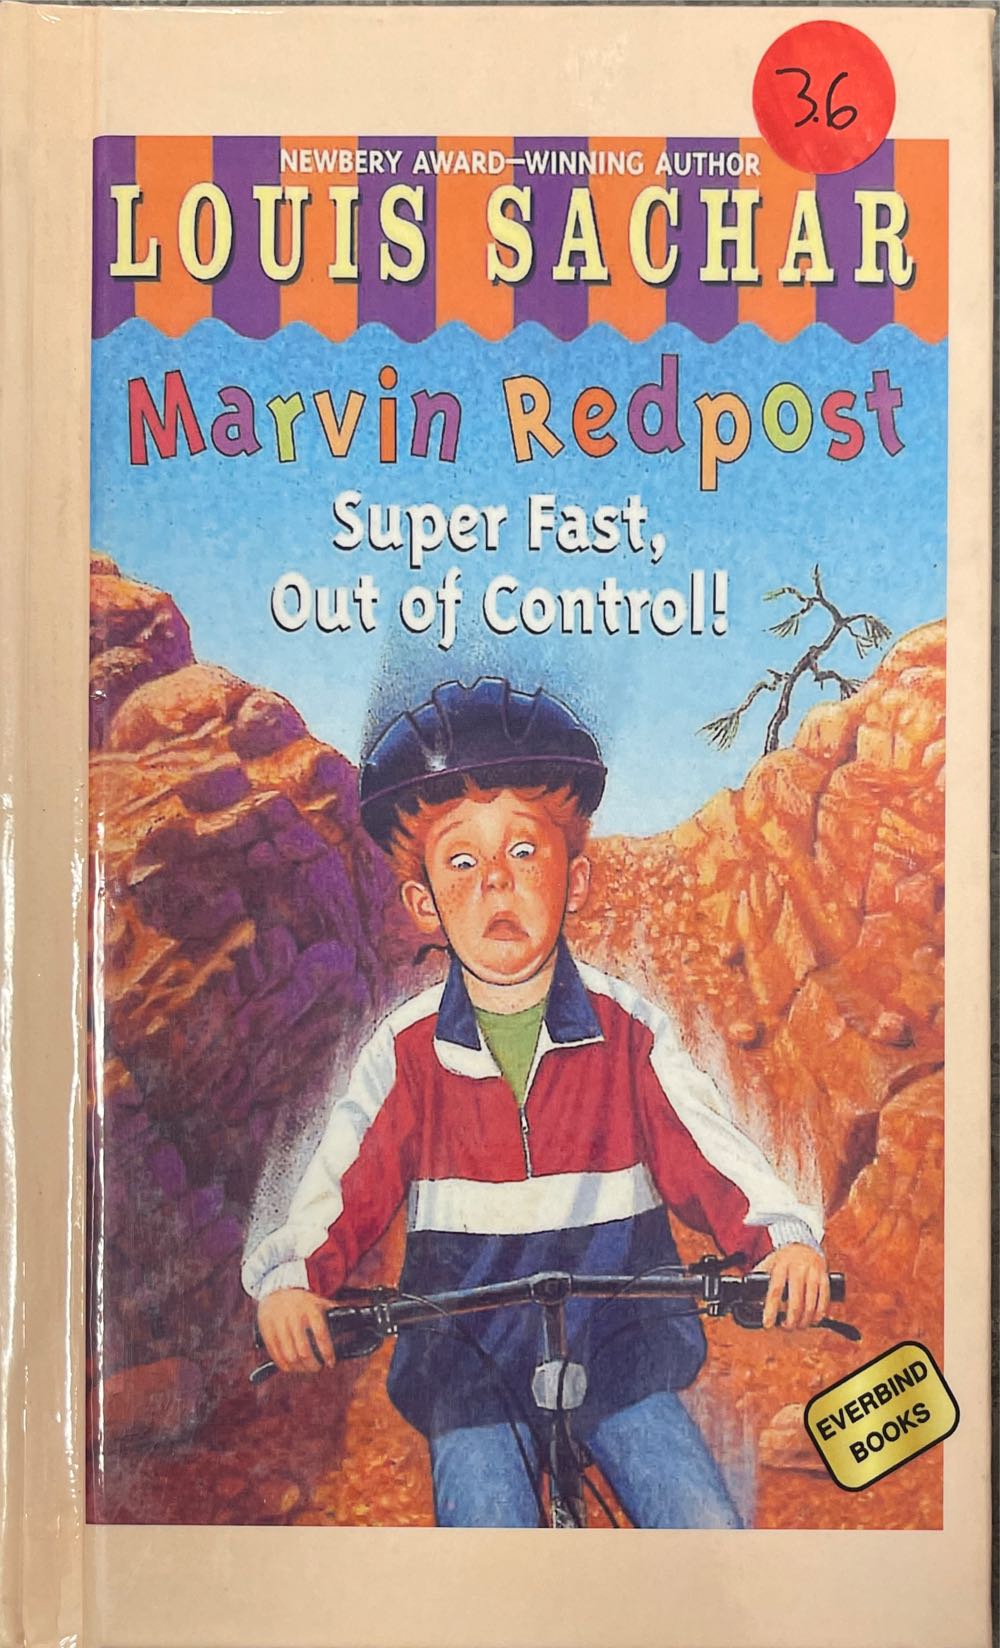 3.6
NEWBERY AWARD–WINNING AUTHOR
LOUIS SACHAR
Marvin Redpost
Super Fast,
Out of Control!
EVERBIND
BOOKS